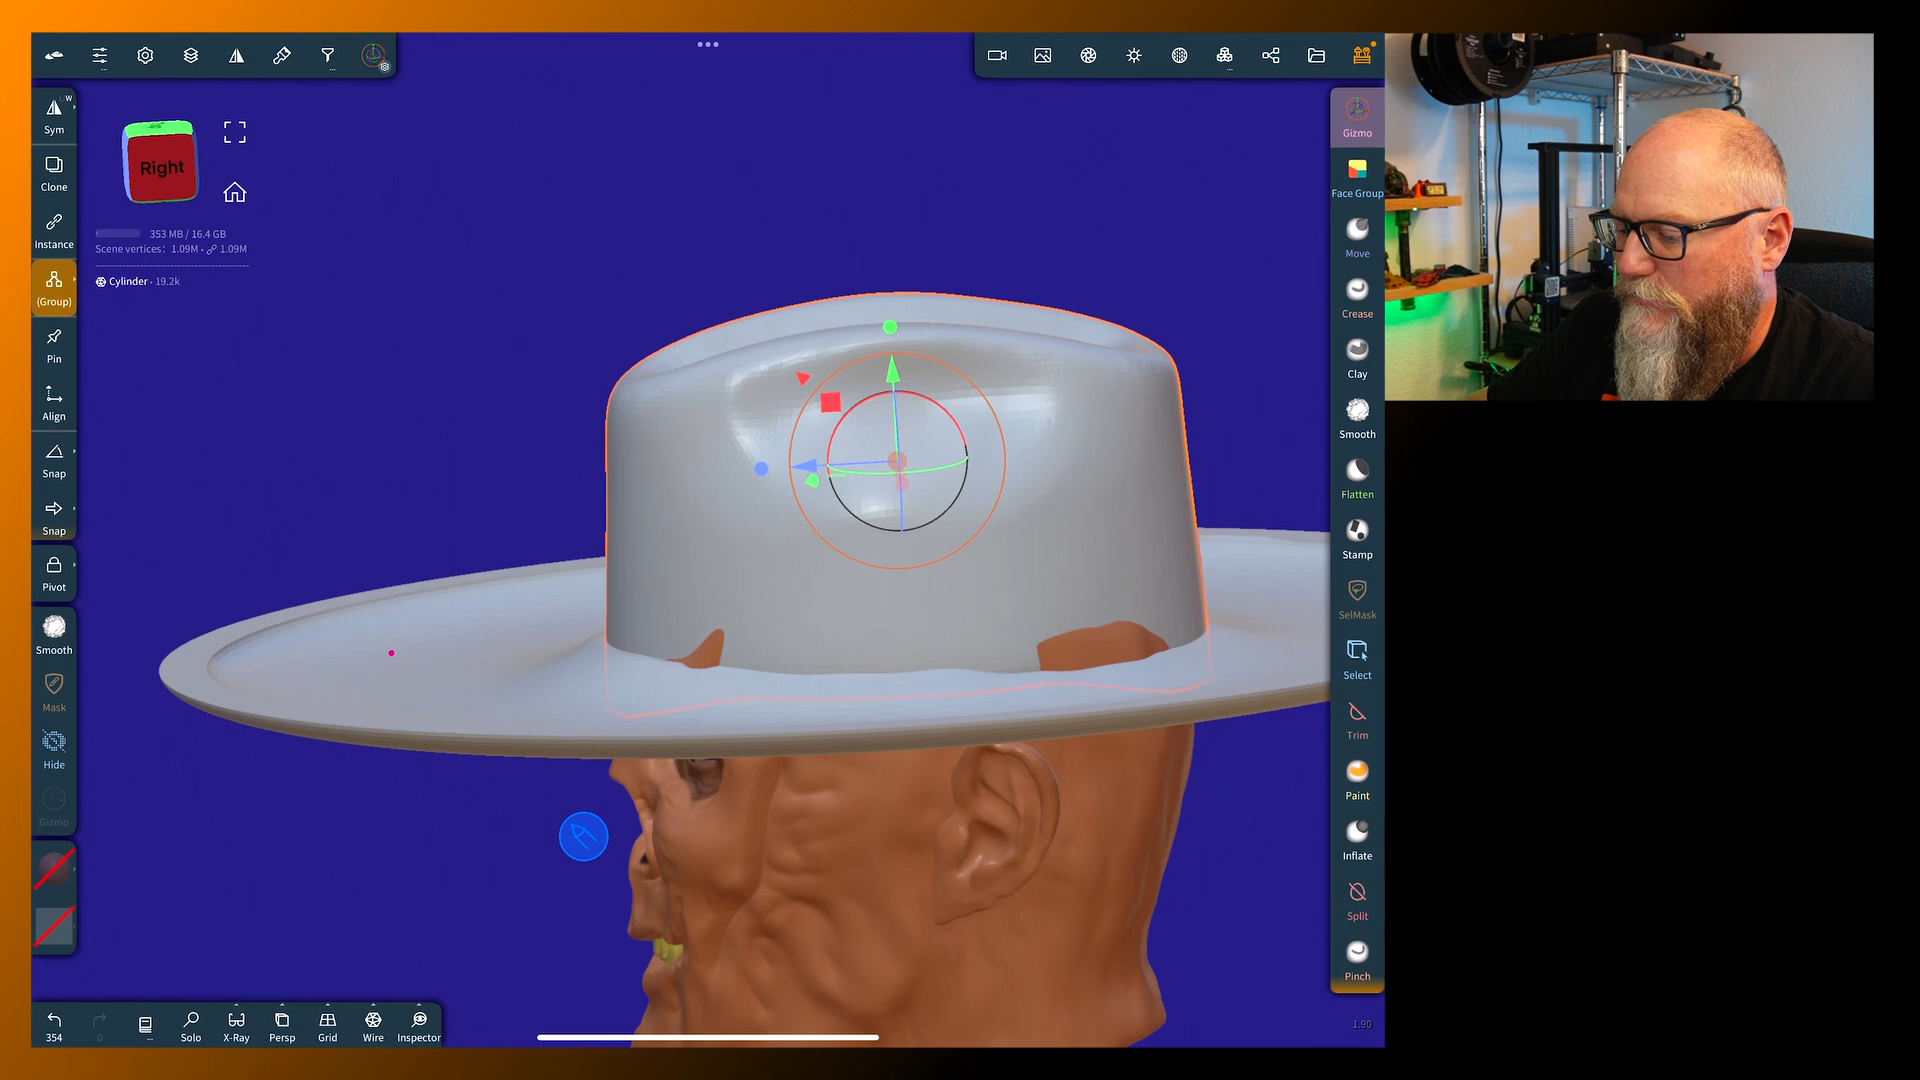 W
Sym
Clone
Instance
(Group)
Pin
Align
Snap
Snap
Pivot
Smooth
Mask
Hide
Gizmo
Right
353 MB / 16.4 GB
Scene vertices: 1.09M • 1.09M
Cylinder • 19.2k
Gizmo
Face Group
Move
Crease
Clay
Smooth
Flatten
Stamp
SelMask
Select
Trim
Paint
Inflate
Split
Pinch
1.90
354
0
...
Solo
X-Ray
Persp
Grid
Wire
Inspector